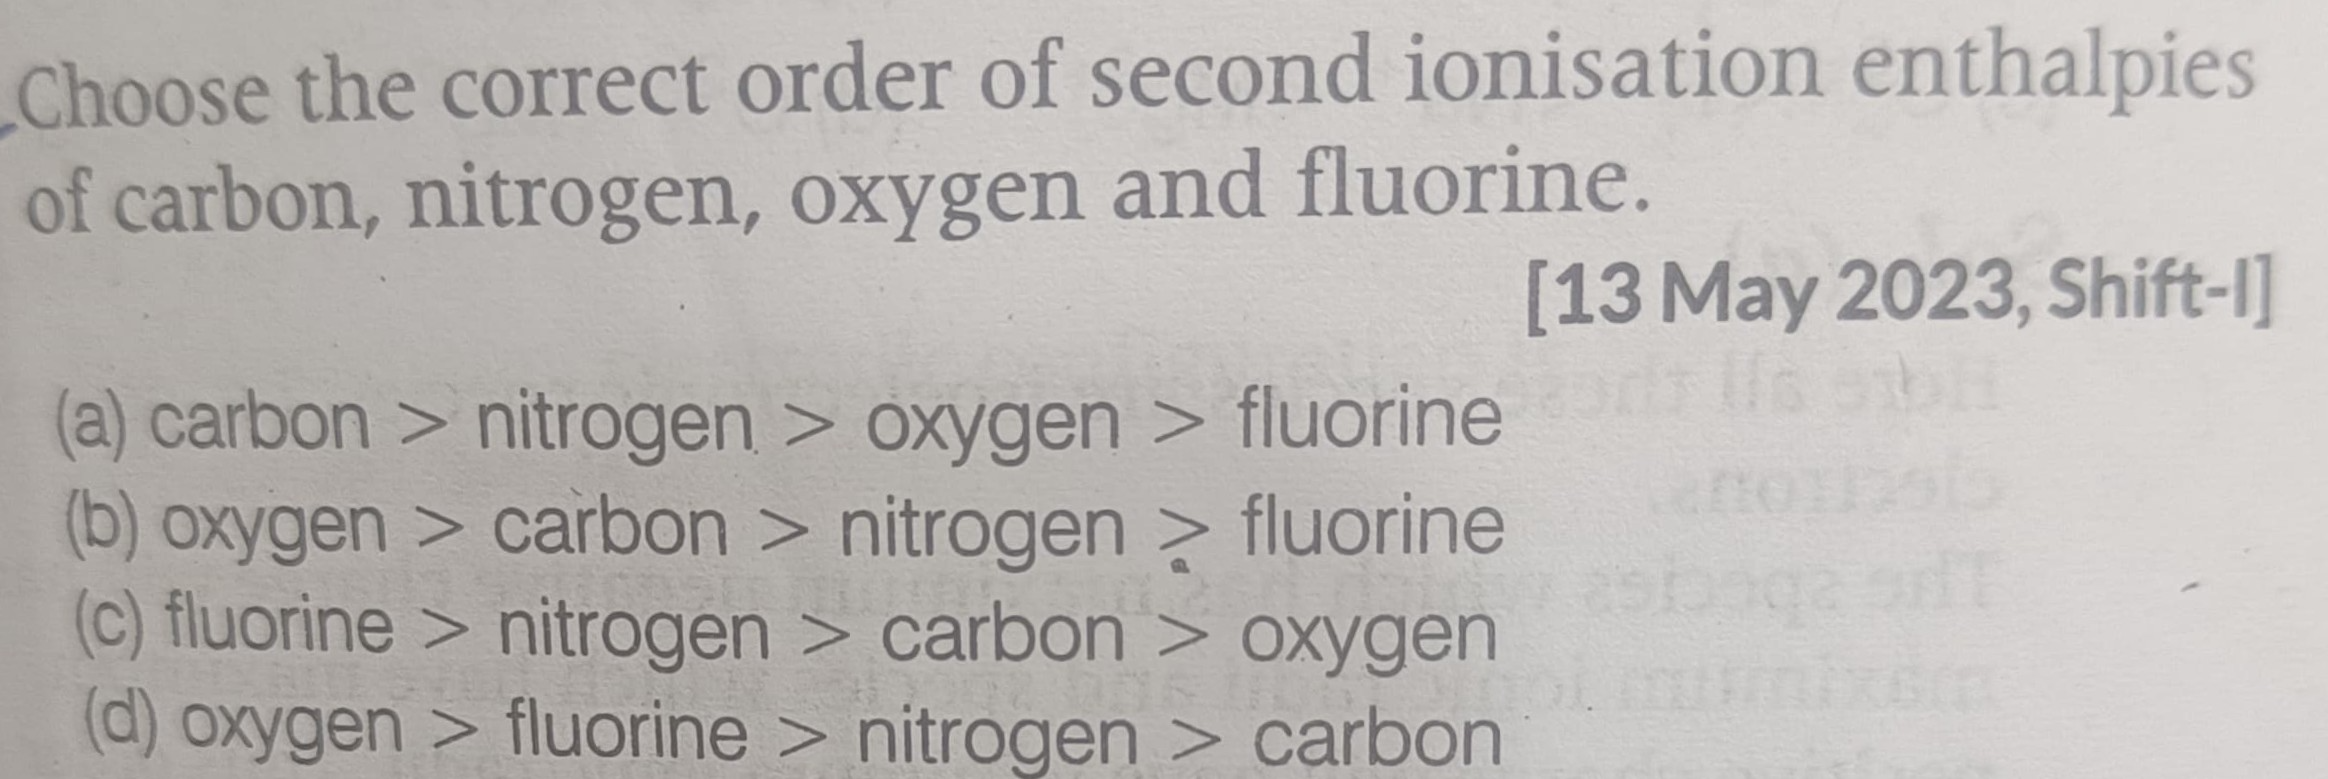 Choose the correct order of second ionisation enthalpies
of carbon, nitrogen, oxygen and fluorine.
[13 May 2023, Shift-I]
(a) carbon > nitrogen > oxygen > fluorine
(b) oxygen > carbon > nitrogen > fluorine
(c) fluorine > nitrogen > carbon > oxygen
(d) oxygen > fluorine > nitrogen > carbon